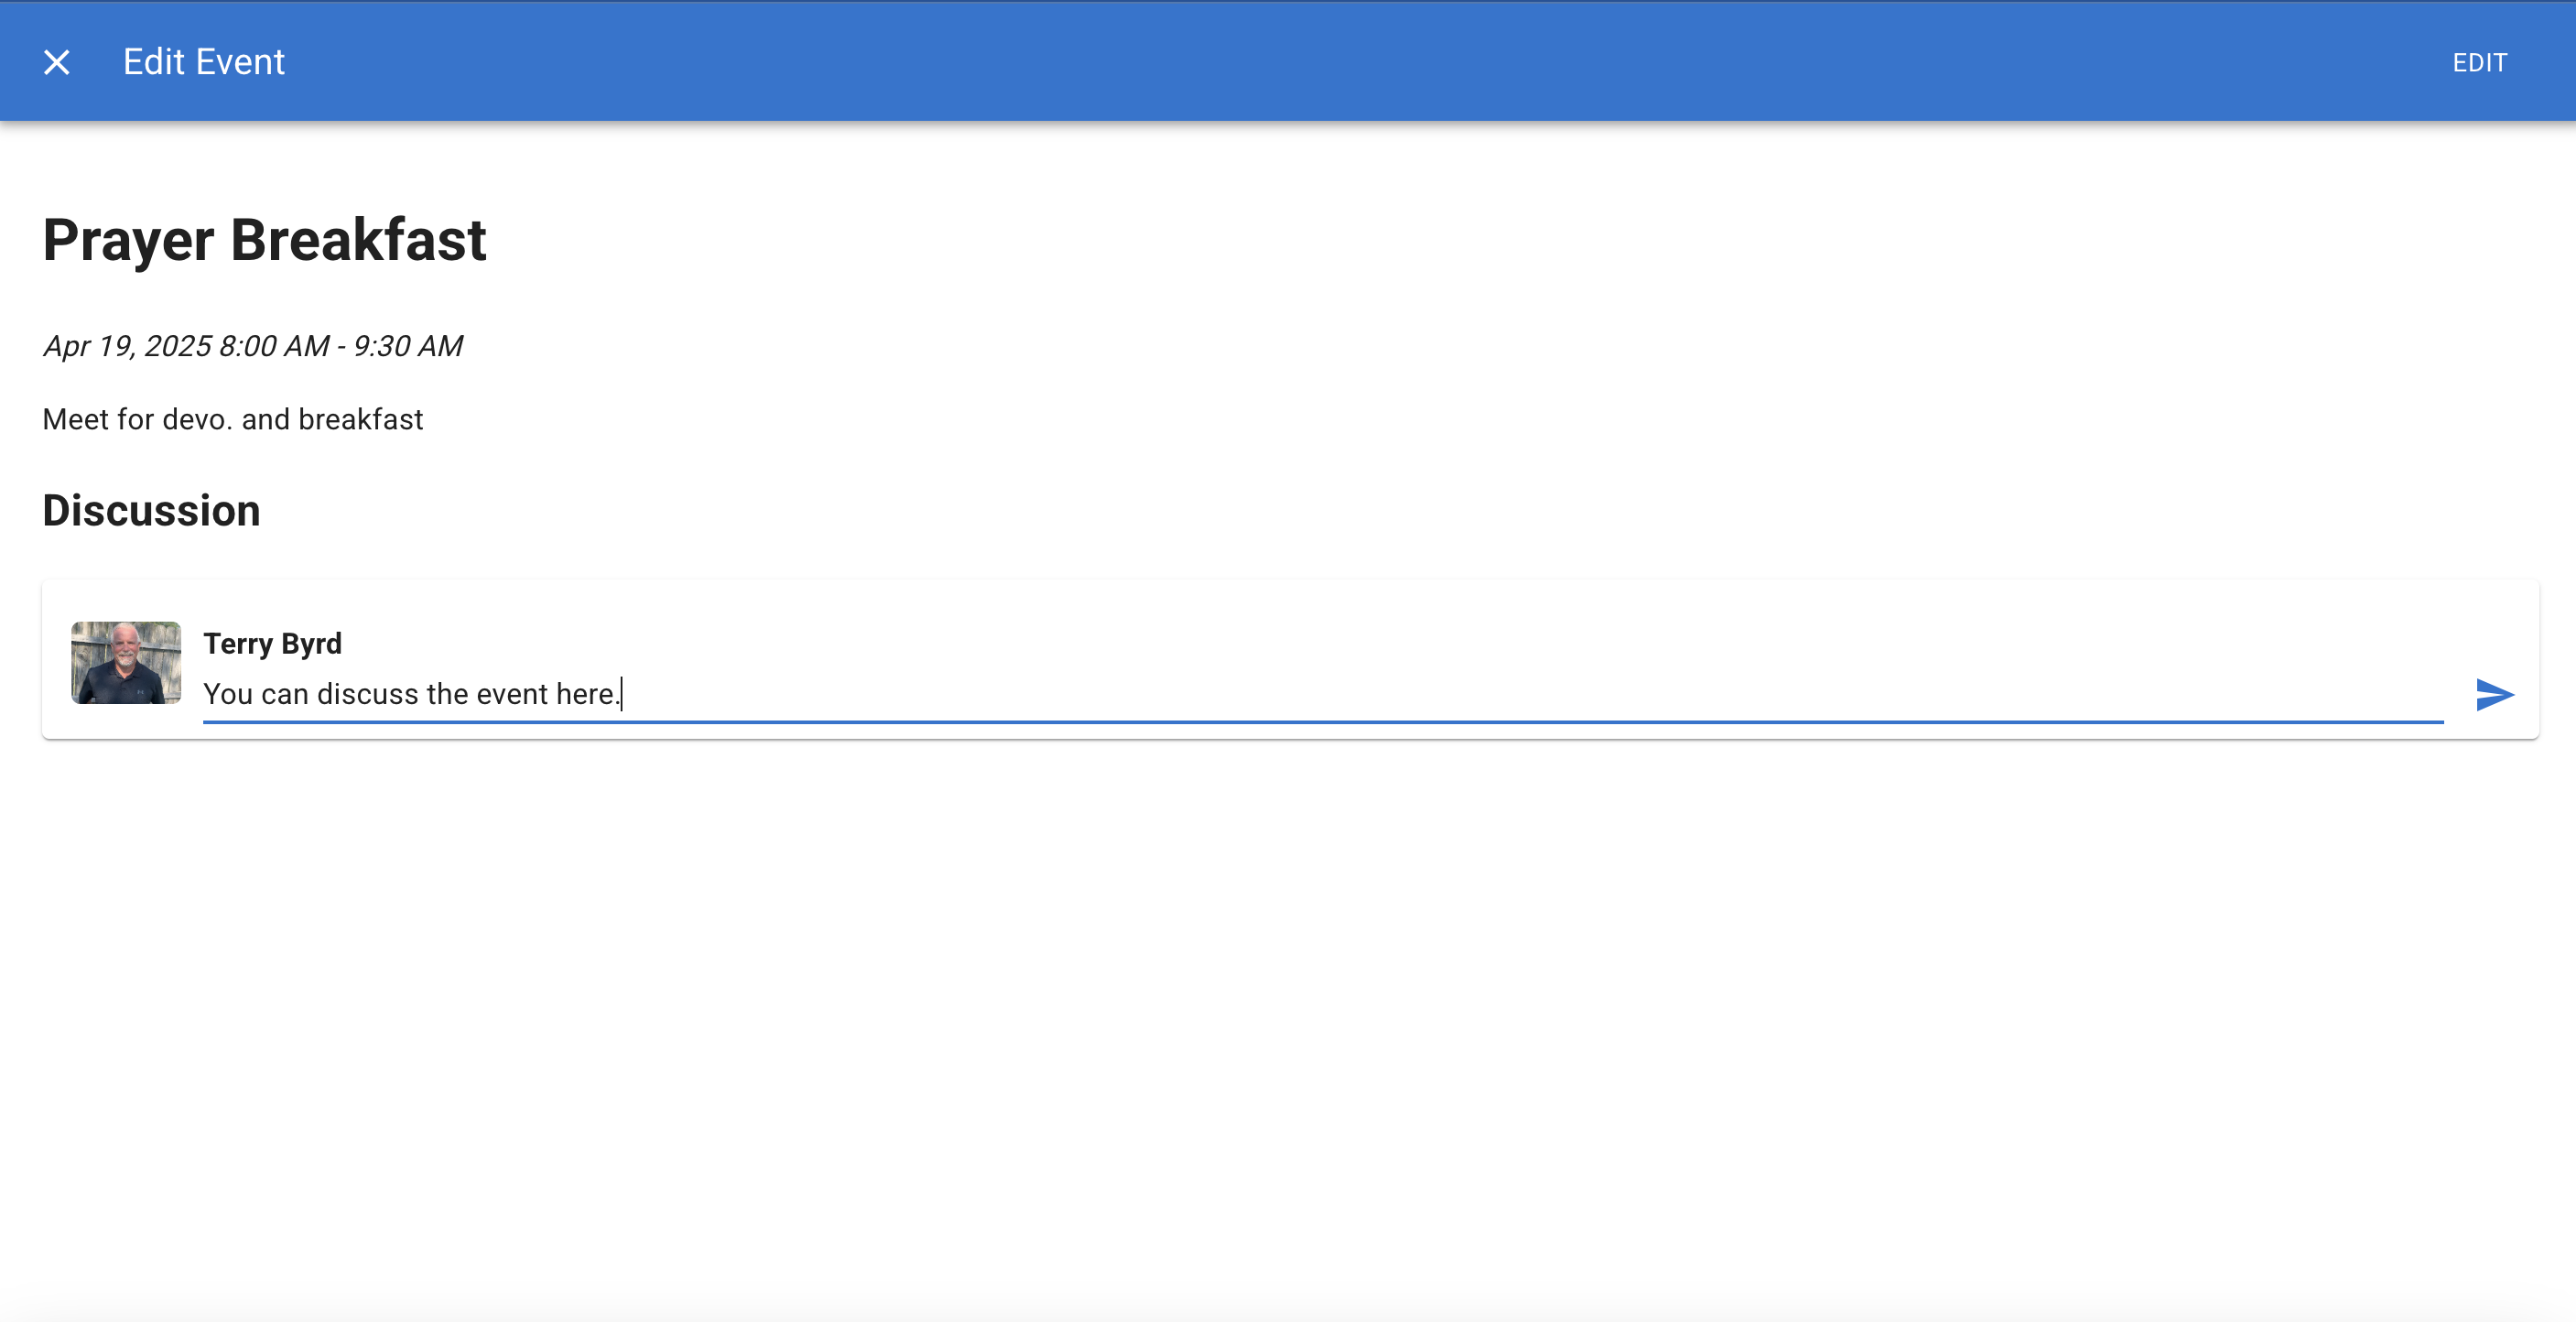 Edit Event
EDIT
Prayer Breakfast
Apr 19, 2025 8:00 AM - 9:30 AM
Meet for devo. and breakfast
Discussion
Terry Byrd
You can discuss the event here.